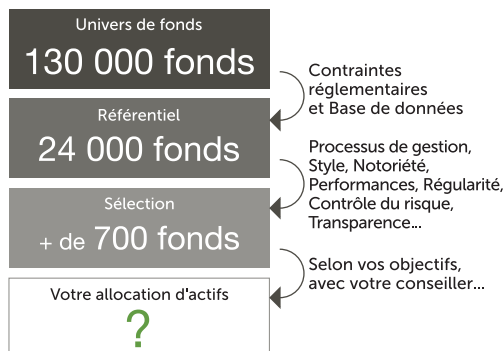 Univers de fonds
130 000 fonds
Contraintes
réglementaires
et Base de données
Référentiel
24 000 fonds
Processus de gestion,
Style, Notoriété,
Performances, Régularité,
Contrôle du risque,
Transparence...
Sélection
+ de 700 fonds
Selon vos objectifs,
avec votre conseiller...
Votre allocation d'actifs
?